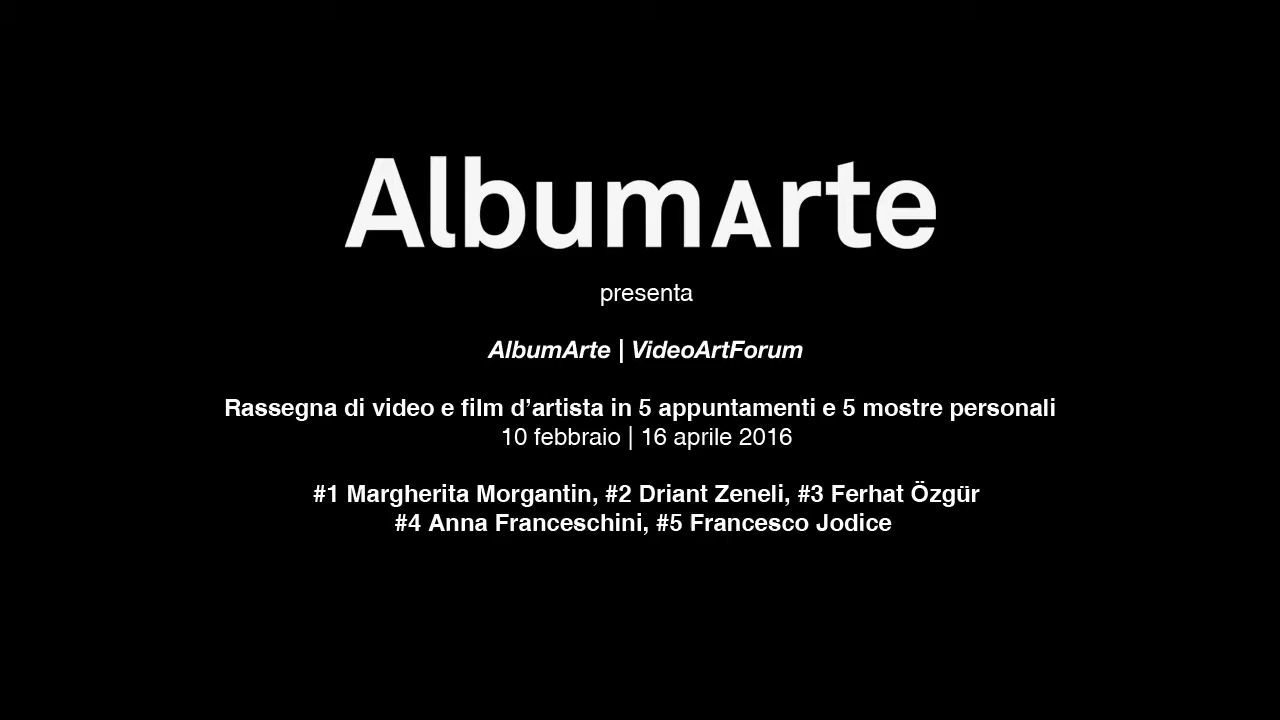 AlbumArte
presenta
AlbumArte | VideoArtForum
Rassegna di video e film d’artista in 5 appuntamenti e 5 mostre personali
10 febbraio | 16 aprile 2016
#1 Margherita Morgantin, #2 Driant Zeneli, #3 Ferhat Özgür
#4 Anna Franceschini, #5 Francesco Jodice